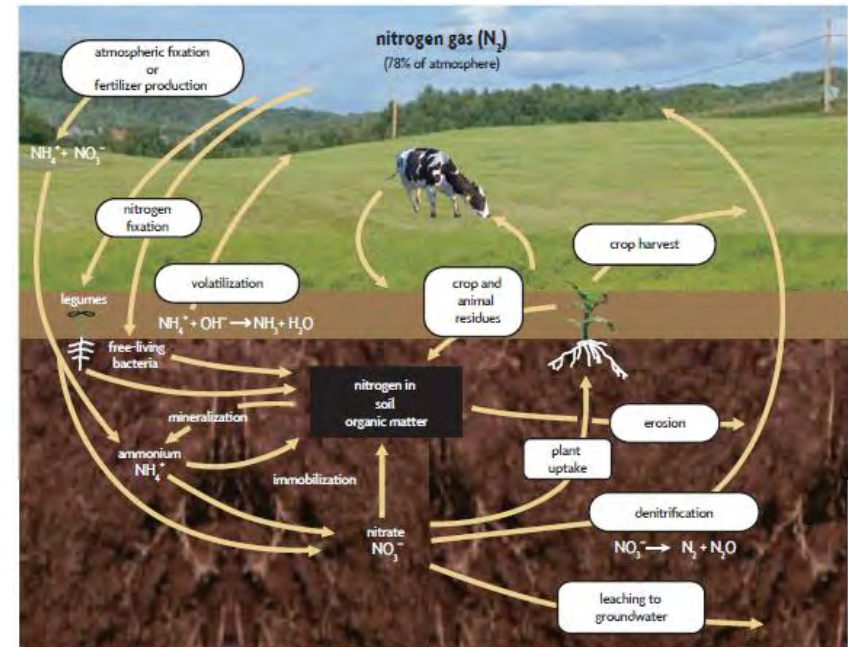 nitrogen gas (N₂)
(78% of atmosphere)
atmospheric fixation
or
fertilizer production
NH₄⁺ + NO₃⁻
nitrogen
fixation
crop harvest
volatilization
crop and
animal
residues
legumes
NH₄⁺ + OH⁻ → NH₃ + H₂O
free-living
bacteria
nitrogen in
soil
organic matter
mineralization
erosion
ammonium
NH₄⁺
plant
uptake
immobilization
denitrification
nitrate
NO₃⁻
NO₃⁻ → N₂ + N₂O
leaching to
groundwater